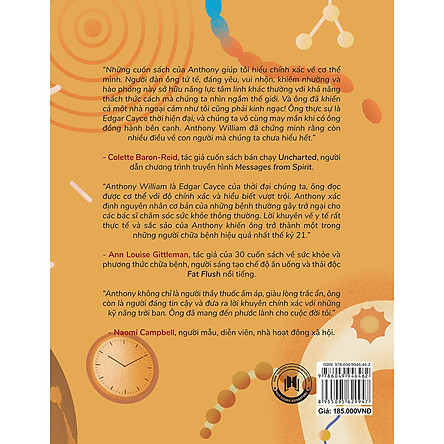 "Những cuốn sách của Anthony giúp tôi hiểu chính xác về cơ thể
mình. Người đàn ông tử tế, đáng yêu, vui nhộn, khiêm nhường và
hào phóng này sở hữu năng lực tâm linh khác thường với khả năng
thách thức cách mà chúng ta nhìn ngắm thế giới. Và ông đã khiến
cả một nhà ngoại cảm như tôi cũng phải kinh ngạc! Ông thực sự là
Edgar Cayce thời hiện đại, và chúng ta vô cùng may mắn khi có ông
đồng hành bên cạnh. Anthony William đã chứng minh rằng còn
nhiều điều về con người mà chúng ta chưa hiểu hết."
- Colette Baron-Reid, tác giả cuốn sách bán chạy Uncharted, người
dẫn chương trình truyền hình Messages from Spirit.
"Anthony William là Edgar Cayce của thời đại chúng ta, ông đọc
được cơ thể với độ chính xác và hiểu biết vượt trội. Anthony xác
định nguyên nhân cơ bản của những bệnh thường gây trở ngại cho
các bác sĩ chăm sóc sức khỏe thông thường. Lời khuyên về y tế rất
thực tế và sắc sảo của Anthony khiến ông trở thành một trong
những người chữa bệnh hiệu quả nhất thế kỷ 21."
- Ann Louise Gittleman, tác giả của 30 cuốn sách về sức khỏe và
phương thức chữa bệnh, người sáng tạo chế độ ăn uống và thải độc
Fat Flush nổi tiếng.
"Anthony không chỉ là người thầy thuốc ấm áp, giàu lòng trắc ẩn, ông
còn là người đáng tin cậy và đưa ra lời khuyên chính xác với những
kỹ năng trời ban. Ông đã mang đến phước lành cho cuộc đời tôi."
- Naomi Campbell, người mẫu, diễn viên, nhà hoạt động xã hội.
ISBN: 978-604-9946-46-2
9 786049 946462
8 935095 629947
Giá: 185.000VNĐ